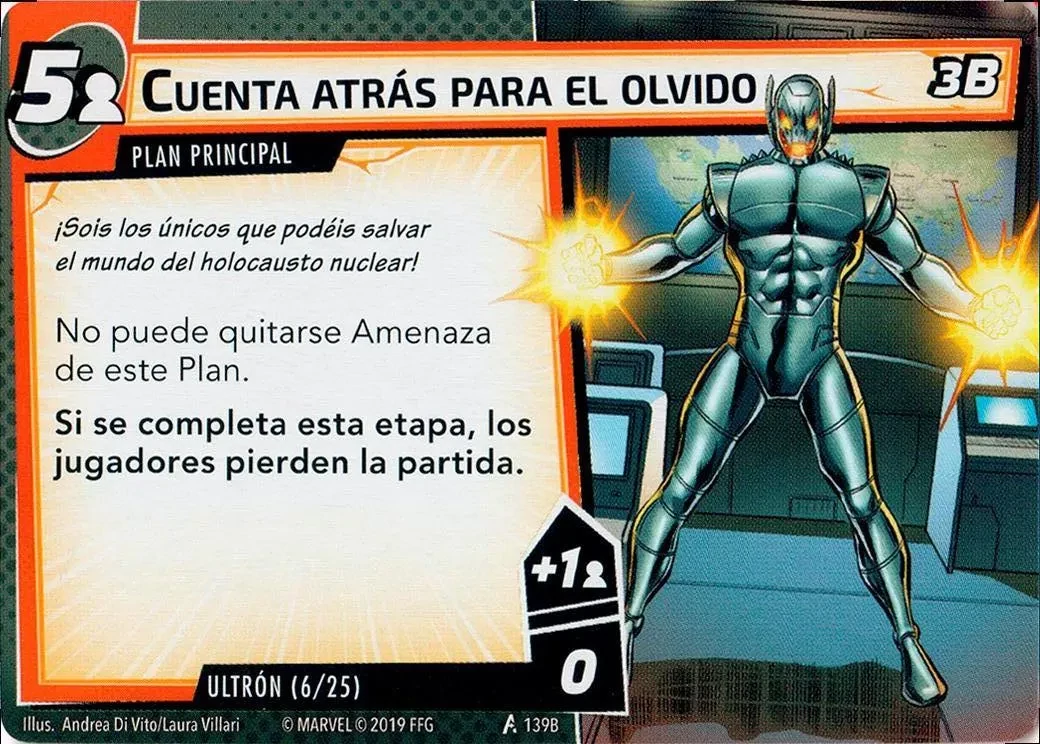 5
CUENTA ATRÁS PARA EL OLVIDO
3B
PLAN PRINCIPAL
¡Sois los únicos que podéis salvar
el mundo del holocausto nuclear!
No puede quitarse Amenaza
de este Plan.
Si se completa esta etapa, los
jugadores pierden la partida.
+1
0
ULTRÓN (6/25)
Illus. Andrea Di Vito/Laura Villari © MARVEL © 2019 FFG 139B